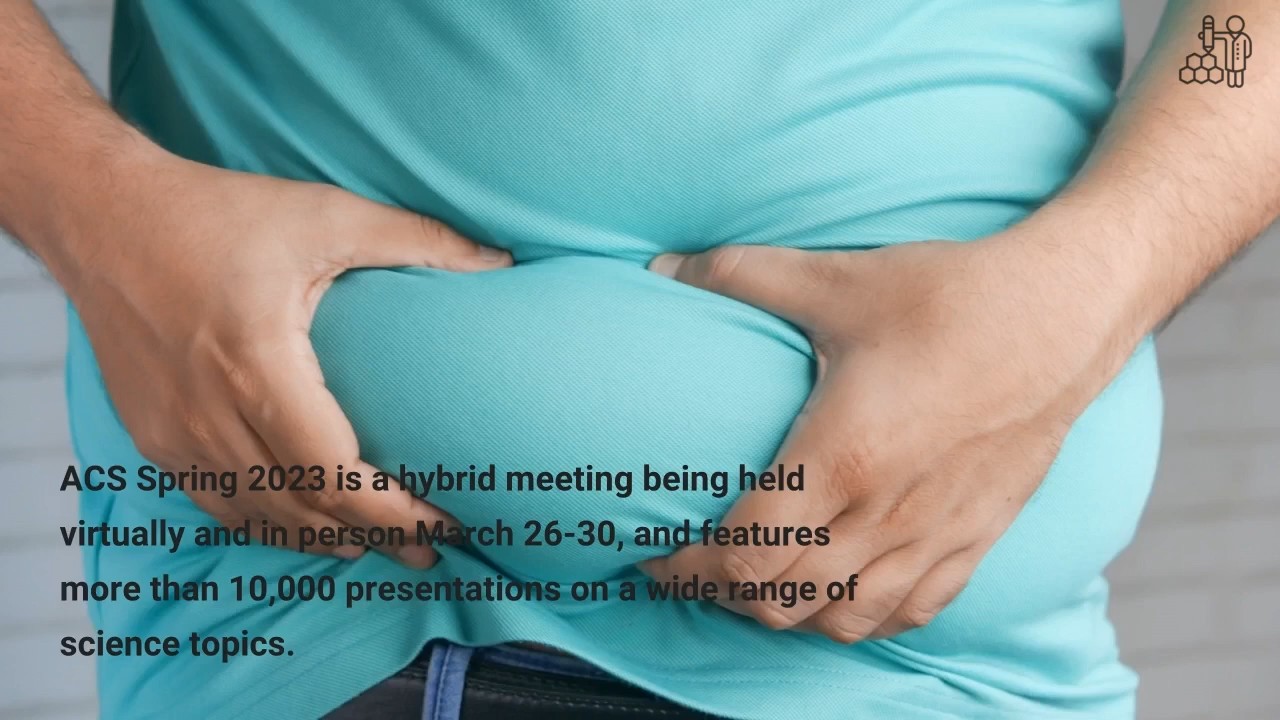 ACS Spring 2023 is a hybrid meeting being held
virtually and in person March 26-30, and features
more than 10,000 presentations on a wide range of
science topics.